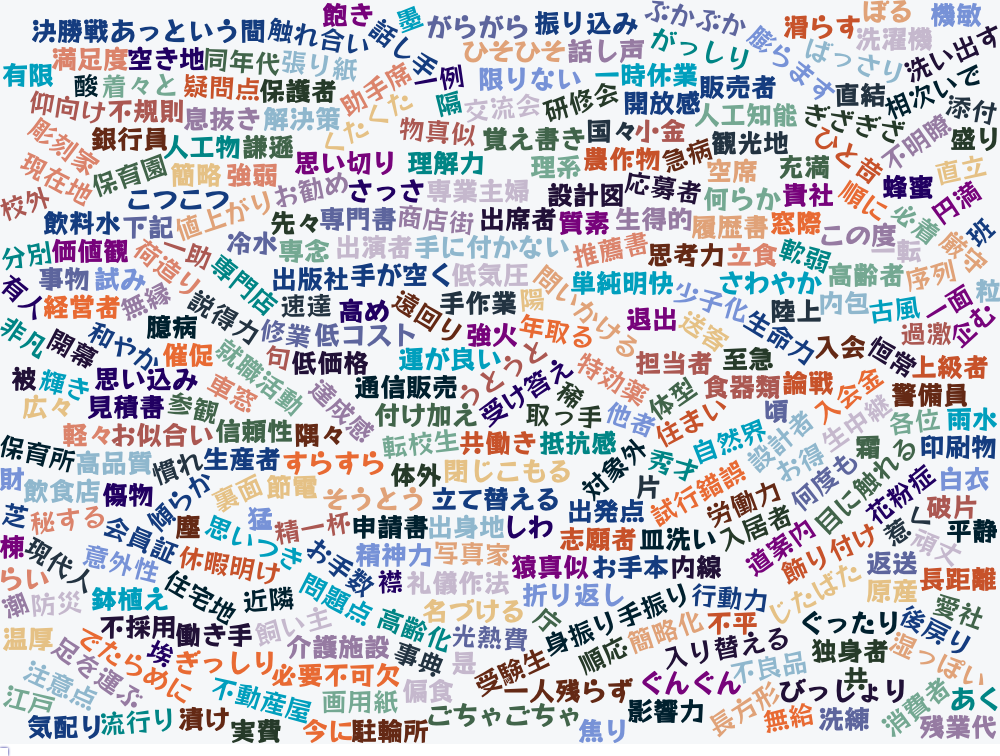 飽き
墨
がらがら
振り込み
ぶかぶか
滑らす
ぼる
機敏
決勝戦
あっという間
触れ合い
話し手
ひそひそ
話し声
がっしり
膨らます
ばっさり
洗濯機
洗い出す
満足度
空き地
同年代
張り紙
有限
酸
着々と
疑問点
保護者
助手席
一例
限りない
一時休業
販売者
直結
相次いで
添付
仰向け
不規則
息抜き
解決策
くたくた
隔
交流会
研修会
開放感
人工知能
ぎざぎざ
不明瞭
盛り
彫刻家
銀行員
人工物
謙遜
物真似
覚え書き
国々
小金
観光地
ひと昔
現在地
保育園
簡略
強弱
思い切り
理解力
理系
農作物
急病
空席
充満
順に
蜂蜜
直立
円満
校外
こつこつ
お勧め
さっさ
専業主婦
設計図
応募者
何らか
貴社
必着
飲料水
下記
値上がり
先々
専門書
商店街
出席者
質素
生得的
履歴書
窓際
この度
厳守
班
分別
価値観
荷造り
一助
冷水
専念
出演者
手に付かない
推薦書
思考力
立食
軟弱
一転
事物
試み
専門店
出版社
手が空く
低気圧
問いかける
単純明快
さわやか
高齢者
序列
一面
粒
有人
経営者
無縁
説得力
速達
高め
遠回り
手作業
陽
少子化
陸上
内包
古風
企む
非凡
開幕
和やか
臆病
修業
低コスト
強火
年取る
退出
送客
生命力
入会
恒常
過激
催促
就職活動
句
低価格
運が良い
うとうと
特効薬
担当者
至急
上級者
被
輝き
思い込み
車窓
達成感
通信販売
受け答え
稀
体型
食器類
論戦
入会金
警備員
広々
見積書
参観
付け加え
取っ手
他者
住まい
頃
生中継
各位
雨水
軽々
お似合い
信頼性
隅々
転校生
共働き
抵抗感
自然界
設計者
お得
霜
印刷物
保育所
高品質
慣れ
生産者
すらすら
体外
閉じこもる
対象外
秀才
何度も
目に触れる
白衣
財
飲食店
傷物
傾らか
裏面
節電
そうとう
立て替える
出発点
片
試行錯誤
労働力
花粉症
破片
芝
秘する
会員証
塵
思いつき
猛
精一杯
申請書
出身地
しわ
志願者
皿洗い
入居者
道案内
惹く
頑丈
平静
棟
現代人
意外性
休暇明け
お手数
精神力
写真家
猿真似
お手本
内線
飾り付け
返送
長距離
らい
潮
防災
鉢植え
住宅地
近隣
問題点
襟
礼儀作法
折り返し
身振り手振り
行動力
じたばた
原産
愛社
温厚
不採用
働き手
飼い主
高齢化
名づける
庁
簡略化
不平
ぐったり
後戻り
でたらめに
埃
介護施設
光熱費
順応
入り替える
独身者
湿っぽい
足を運ぶ
ぎっしり
必要不可欠
事典
是
受験生
不良品
共
注意点
不動産屋
画用紙
偏食
一人残らず
ぐんぐん
びっしょり
消費者
あく
江戸
気配り
流行り
漬け
実費
今に
駐輪所
ごちゃごちゃ
焦り
影響力
長方形
無給
洗練
残業代